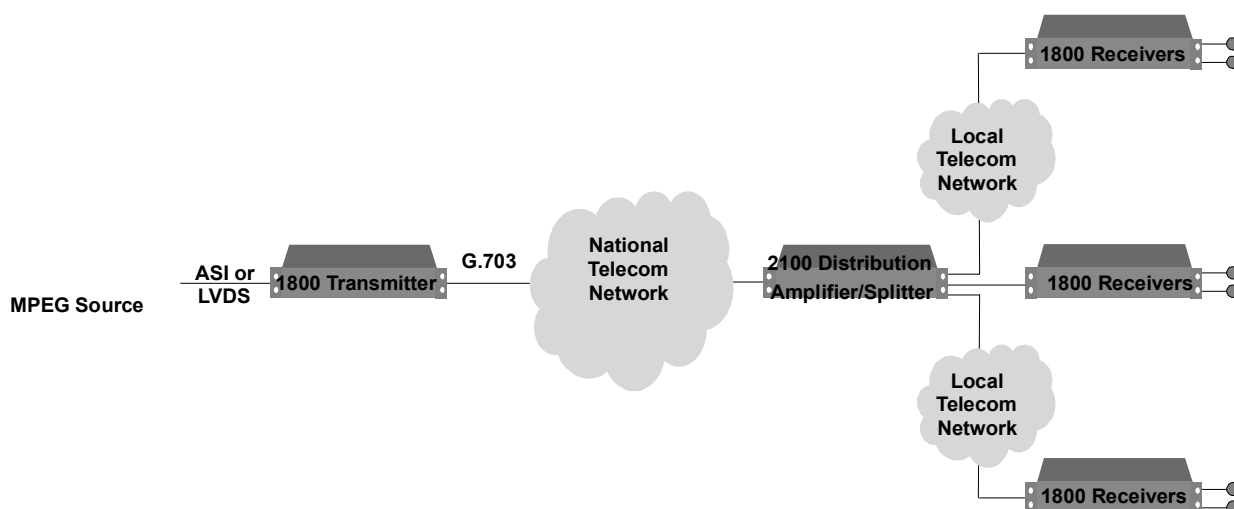 MPEG Source
ASI or
LVDS
1800 Transmitter
G.703
National
Telecom
Network
2100 Distribution
Amplifier/Splitter
1800 Receivers
Local
Telecom
Network
1800 Receivers
Local
Telecom
Network
1800 Receivers